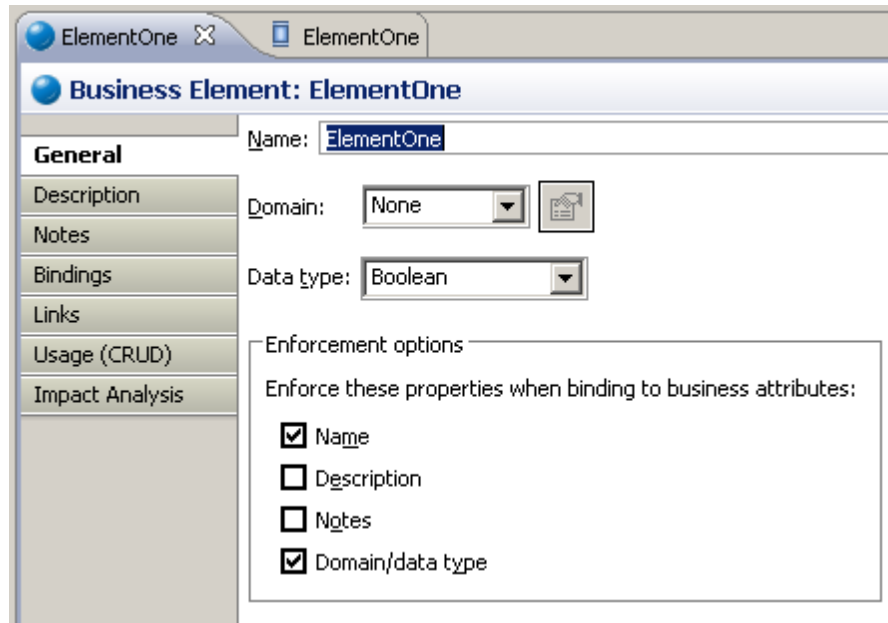 ElementOne ElementOne
Business Element: ElementOne
Name: ElementOne
General
Description
Domain: None
Notes
Bindings
Data type: Boolean
Links
Usage (CRUD)
Enforcement options
Impact Analysis
Enforce these properties when binding to business attributes:
Name
Description
Notes
Domain/data type